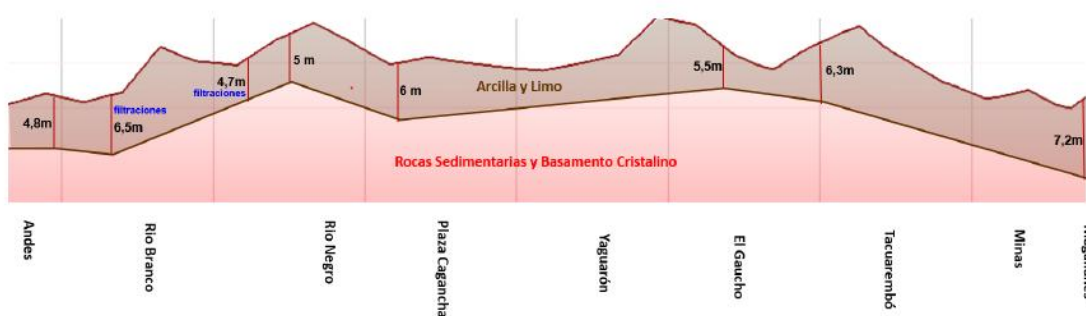 5 m
4,7m
filtraciones
5,5m
6,3m
6 m
Arcilla y Limo
filtraciones
4,8m
6,5m
7,2m
Rocas Sedimentarias y Basamento Cristalino
Andes
Rio Branco
Rio Negro
Plaza Cagancha
Yaguarón
El Gaucho
Tacuarembó
Minas